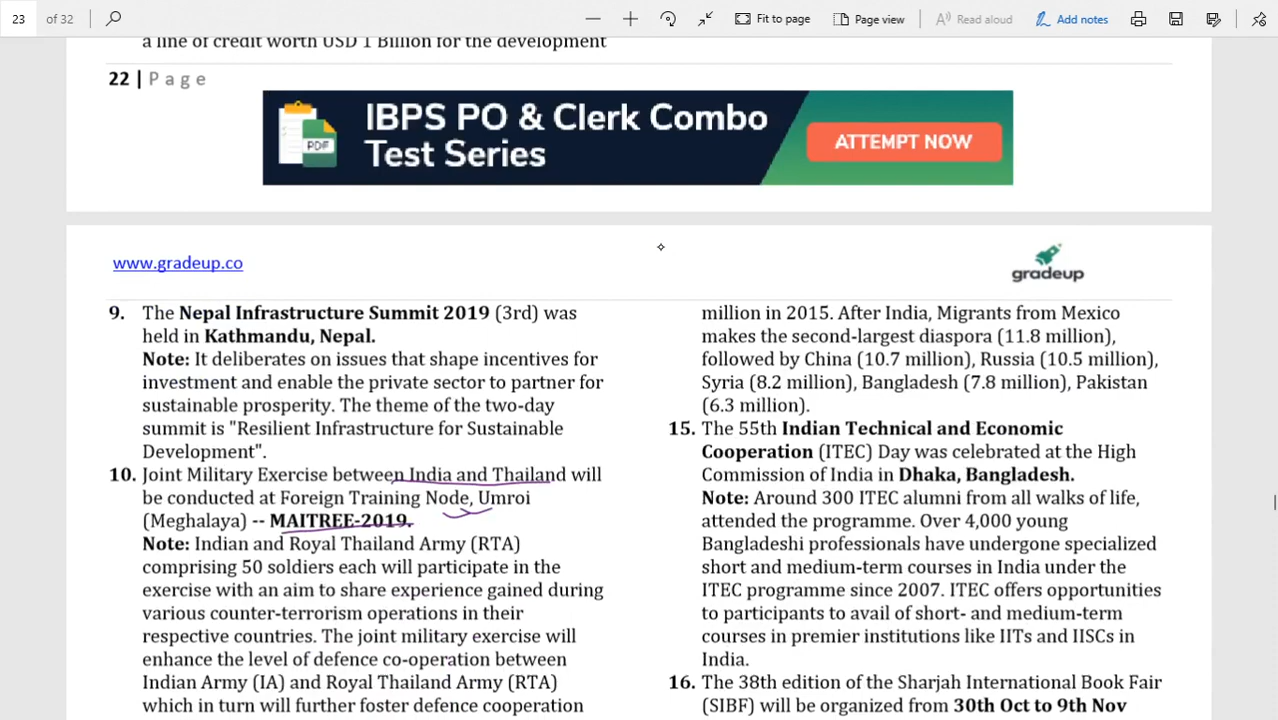 23 of 32 Fit to page Page view Read aloud Add notes
a line of credit worth USD 1 Billion for the development
22 | Page
PDF
IBPS PO & Clerk Combo
Test Series
ATTEMPT NOW
www.gradeup.co
gradeup
9. The Nepal Infrastructure Summit 2019 (3rd) was
held in Kathmandu, Nepal.
Note: It deliberates on issues that shape incentives for
investment and enable the private sector to partner for
sustainable prosperity. The theme of the two-day
summit is "Resilient Infrastructure for Sustainable
Development".
10. Joint Military Exercise between India and Thailand will
be conducted at Foreign Training Node, Umroi
(Meghalaya) -- MAITREE-2019.
Note: Indian and Royal Thailand Army (RTA)
comprising 50 soldiers each will participate in the
exercise with an aim to share experience gained during
various counter-terrorism operations in their
respective countries. The joint military exercise will
enhance the level of defence co-operation between
Indian Army (IA) and Royal Thailand Army (RTA)
which in turn will further foster defence cooperation
million in 2015. After India, Migrants from Mexico
makes the second-largest diaspora (11.8 million),
followed by China (10.7 million), Russia (10.5 million),
Syria (8.2 million), Bangladesh (7.8 million), Pakistan
(6.3 million).
15. The 55th Indian Technical and Economic
Cooperation (ITEC) Day was celebrated at the High
Commission of India in Dhaka, Bangladesh.
Note: Around 300 ITEC alumni from all walks of life,
attended the programme. Over 4,000 young
Bangladeshi professionals have undergone specialized
short and medium-term courses in India under the
ITEC programme since 2007. ITEC offers opportunities
to participants to avail of short- and medium-term
courses in premier institutions like IITs and IISCs in
India.
16. The 38th edition of the Sharjah International Book Fair
(SIBF) will be organized from 30th Oct to 9th Nov